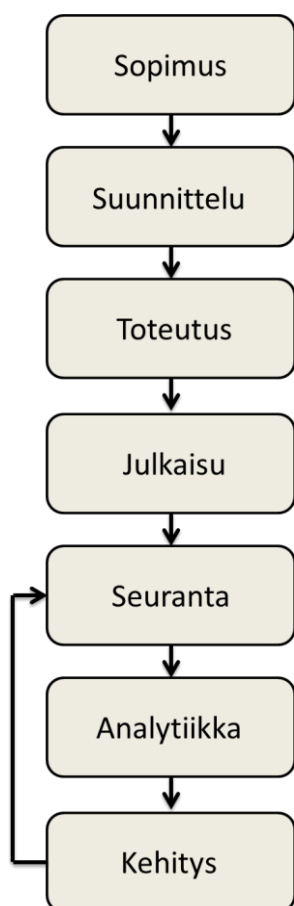 Sopimus
Suunnittelu
Toteutus
Julkaisu
Seuranta
Analytiikka
Kehitys